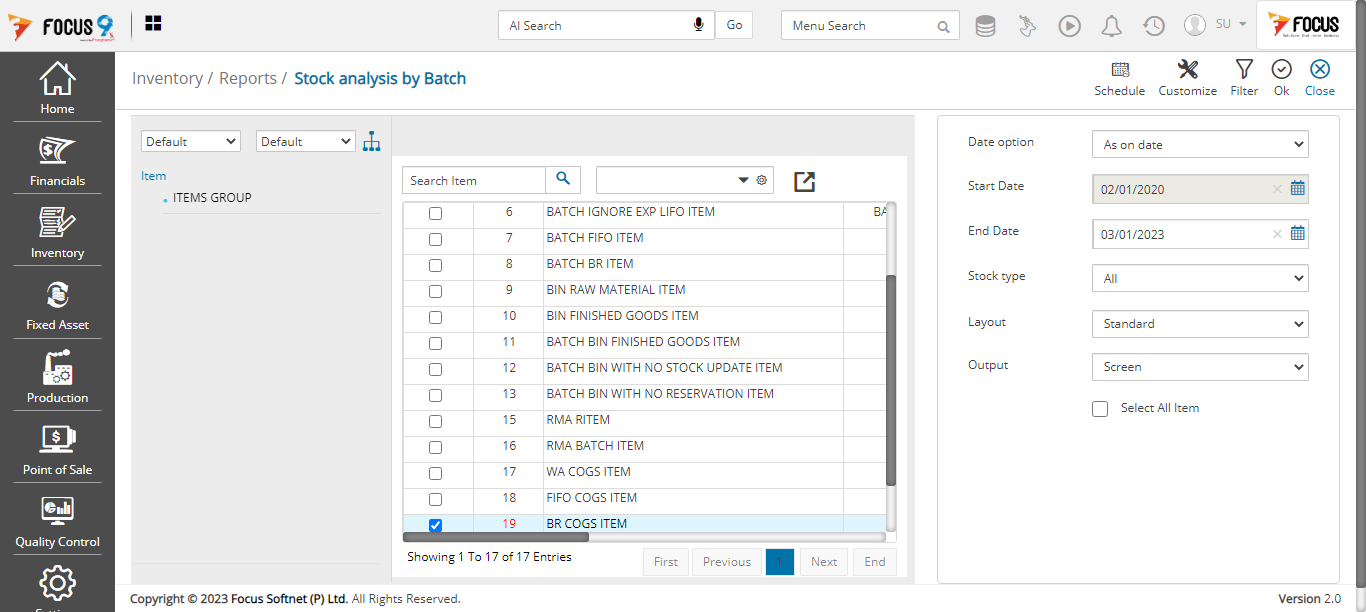 FOCUS 9
AI Search
Go
Menu Search
SU
FOCUS
Home
Financials
Inventory
Fixed Asset
Production
Point of Sale
Quality Control
Inventory / Reports / Stock analysis by Batch
Schedule
Customize
Filter
Ok
Close
Default
Default
Item
ITEMS GROUP
Search Item
6 BATCH IGNORE EXP LIFO ITEM BA
7 BATCH FIFO ITEM
8 BATCH BR ITEM
9 BIN RAW MATERIAL ITEM
10 BIN FINISHED GOODS ITEM
11 BATCH BIN FINISHED GOODS ITEM
12 BATCH BIN WITH NO STOCK UPDATE ITEM
13 BATCH BIN WITH NO RESERVATION ITEM
15 RMA RITEM
16 RMA BATCH ITEM
17 WA COGS ITEM
18 FIFO COGS ITEM
19 BR COGS ITEM
Showing 1 To 17 of 17 Entries
First
Previous
1
Next
End
Date option
As on date
Start Date
02/01/2020
End Date
03/01/2023
Stock type
All
Layout
Standard
Output
Screen
Select All Item
Copyright © 2023 Focus Softnet (P) Ltd. All Rights Reserved.
Version 2.0